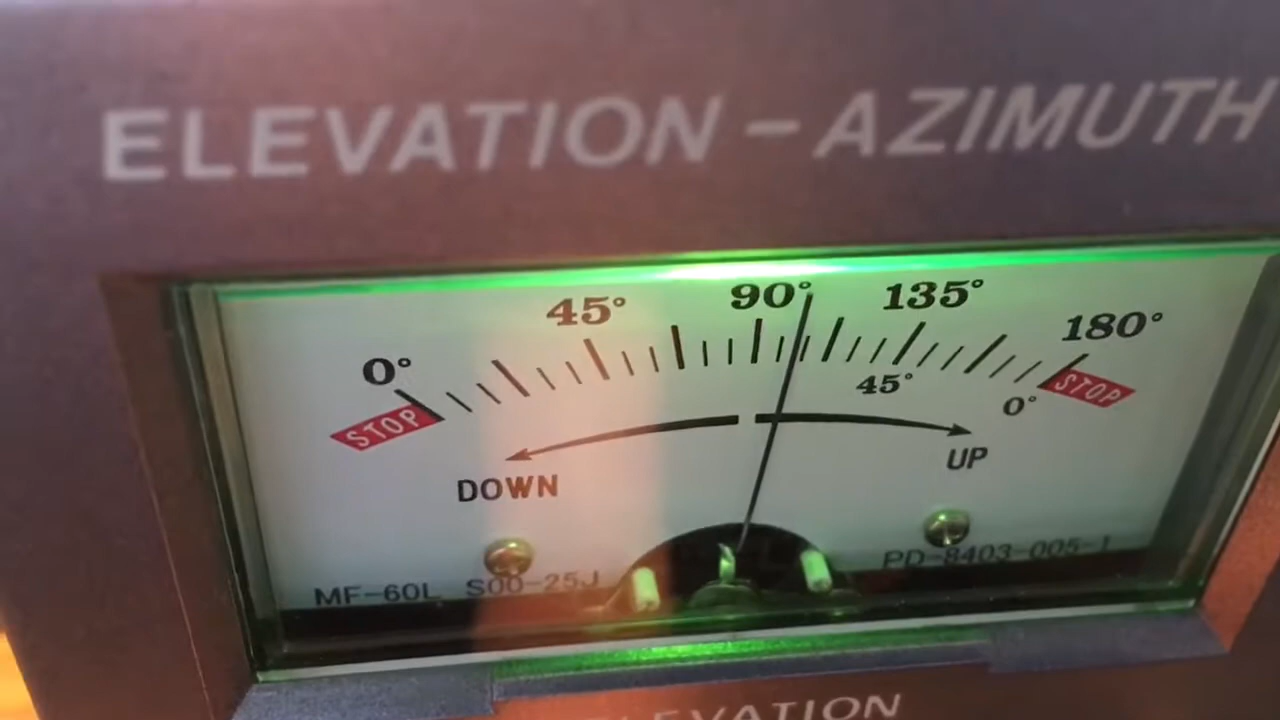 ELEVATION - AZIMUTH
0° 45° 90° 135° 180°
STOP 45° 0° STOP
DOWN UP
MF-60L S00-25J PD-8403-005-1
ELEVATION